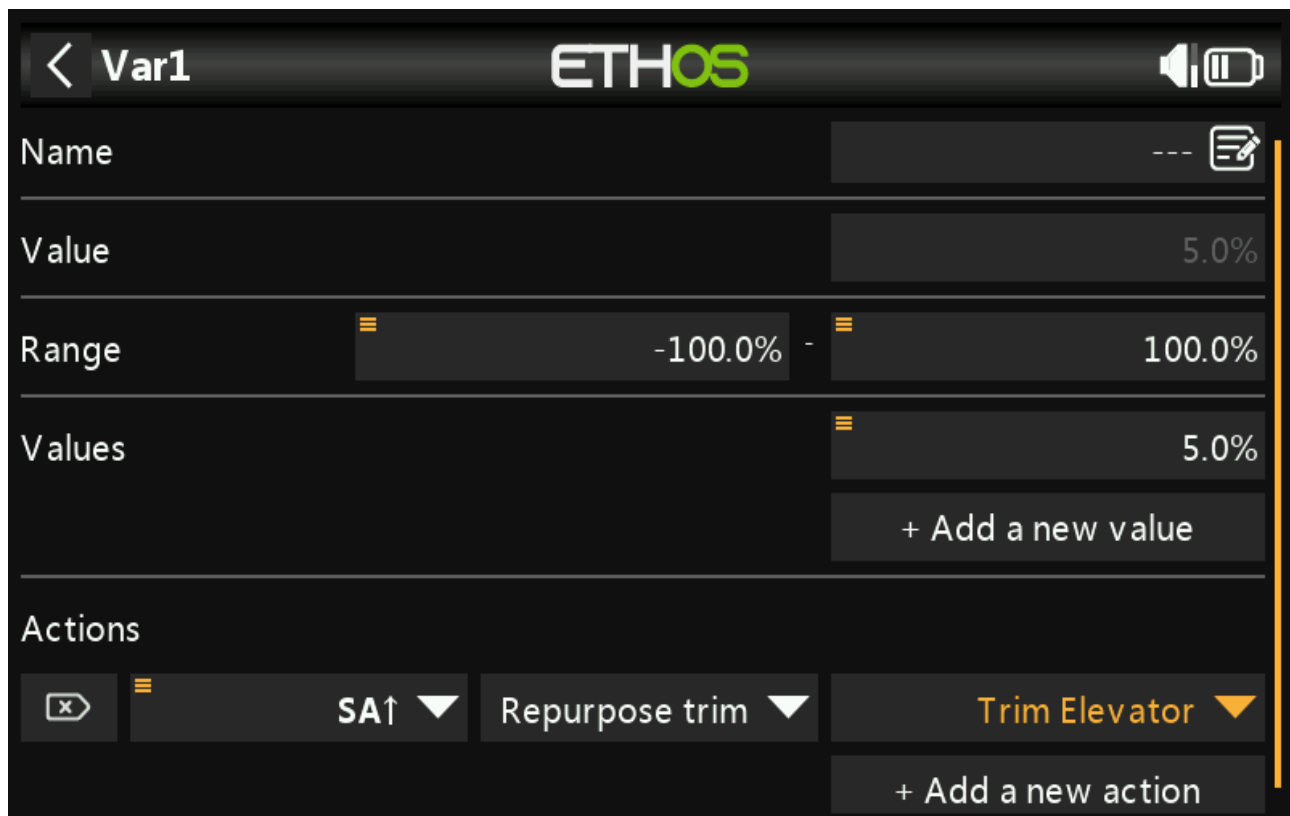 Var1 ETHOS
Name ---
Value 5.0%
Range -100.0% - 100.0%
Values 5.0%
+ Add a new value
Actions
SA↑ Repurpose trim Trim Elevator
+ Add a new action